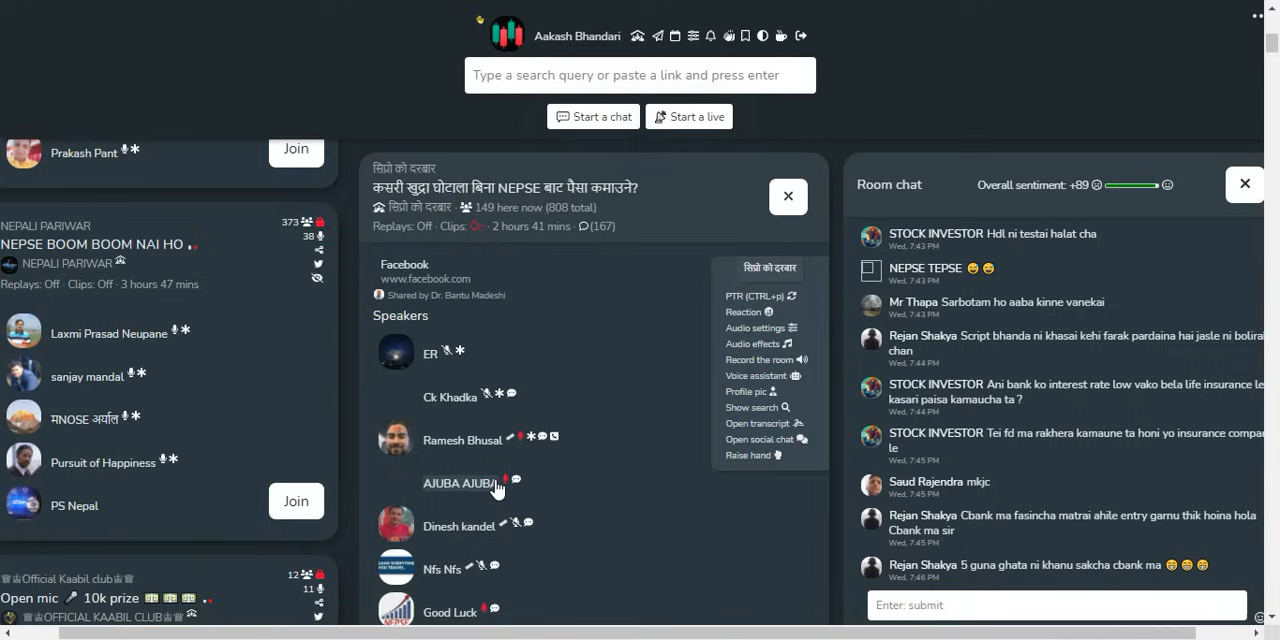 Aakash Bhandari
Type a search query or paste a link and press enter
Start a chat
Start a live
Prakash Pant
Join
NEPALI PARIWAR
373
38
NEPSE BOOM BOOM NAI HO
NEPALI PARIWAR
Replays: Off · Clips: Off · 3 hours 47 mins
Laxmi Prasad Neupane
sanjay mandal
मNOSE अर्याल
Pursuit of Happiness
PS Nepal
Join
Official Kaabil club
12
11
Open mic 10k prize
OFFICIAL KAABIL CLUB
सिप्रो को दरबार
कसरी खुद्रा घोटाला बिना NEPSE बाट पैसा कमाउने?
सिप्रो को दरबार · 149 here now (808 total)
Replays: Off · Clips: On · 2 hours 41 mins · (167)
Facebook
www.facebook.com
Shared by Dr. Bantu Madeshi
Speakers
ER
Ck Khadka
Ramesh Bhusal
AJUBA AJUBA
Dinesh kandel
Nfs Nfs
Good Luck
सिप्रो को दरबार
PTR (CTRL+p)
Reaction
Audio settings
Audio effects
Record the room
Voice assistant
Profile pic
Show search
Open transcript
Open social chat
Raise hand
Room chat
Overall sentiment: +89
STOCK INVESTOR Hdl ni testai halat cha
Wed, 7:43 PM
NEPSE TEPSE 😅 😅
Wed, 7:43 PM
Mr Thapa Sarbotam ho aaba kinne vanekai
Wed, 7:43 PM
Rejan Shakya Script bhanda ni khasai kehi farak pardaina hai jasle ni bolira
chan
Wed, 7:44 PM
STOCK INVESTOR Ani bank ko interest rate low vako bela life insurance le
kasari paisa kamaucha ta ?
Wed, 7:44 PM
STOCK INVESTOR Tei fd ma rakhera kamaune ta honi yo insurance compan
le
Wed, 7:45 PM
Saud Rajendra mkjc
Wed, 7:45 PM
Rejan Shakya Cbank ma fasincha matrai ahile entry garnu thik hoina hola
Cbank ma sir
Wed, 7:45 PM
Rejan Shakya 5 guna ghata ni khanu sakcha cbank ma 😁 😁 😁
Wed, 7:46 PM
Enter: submit